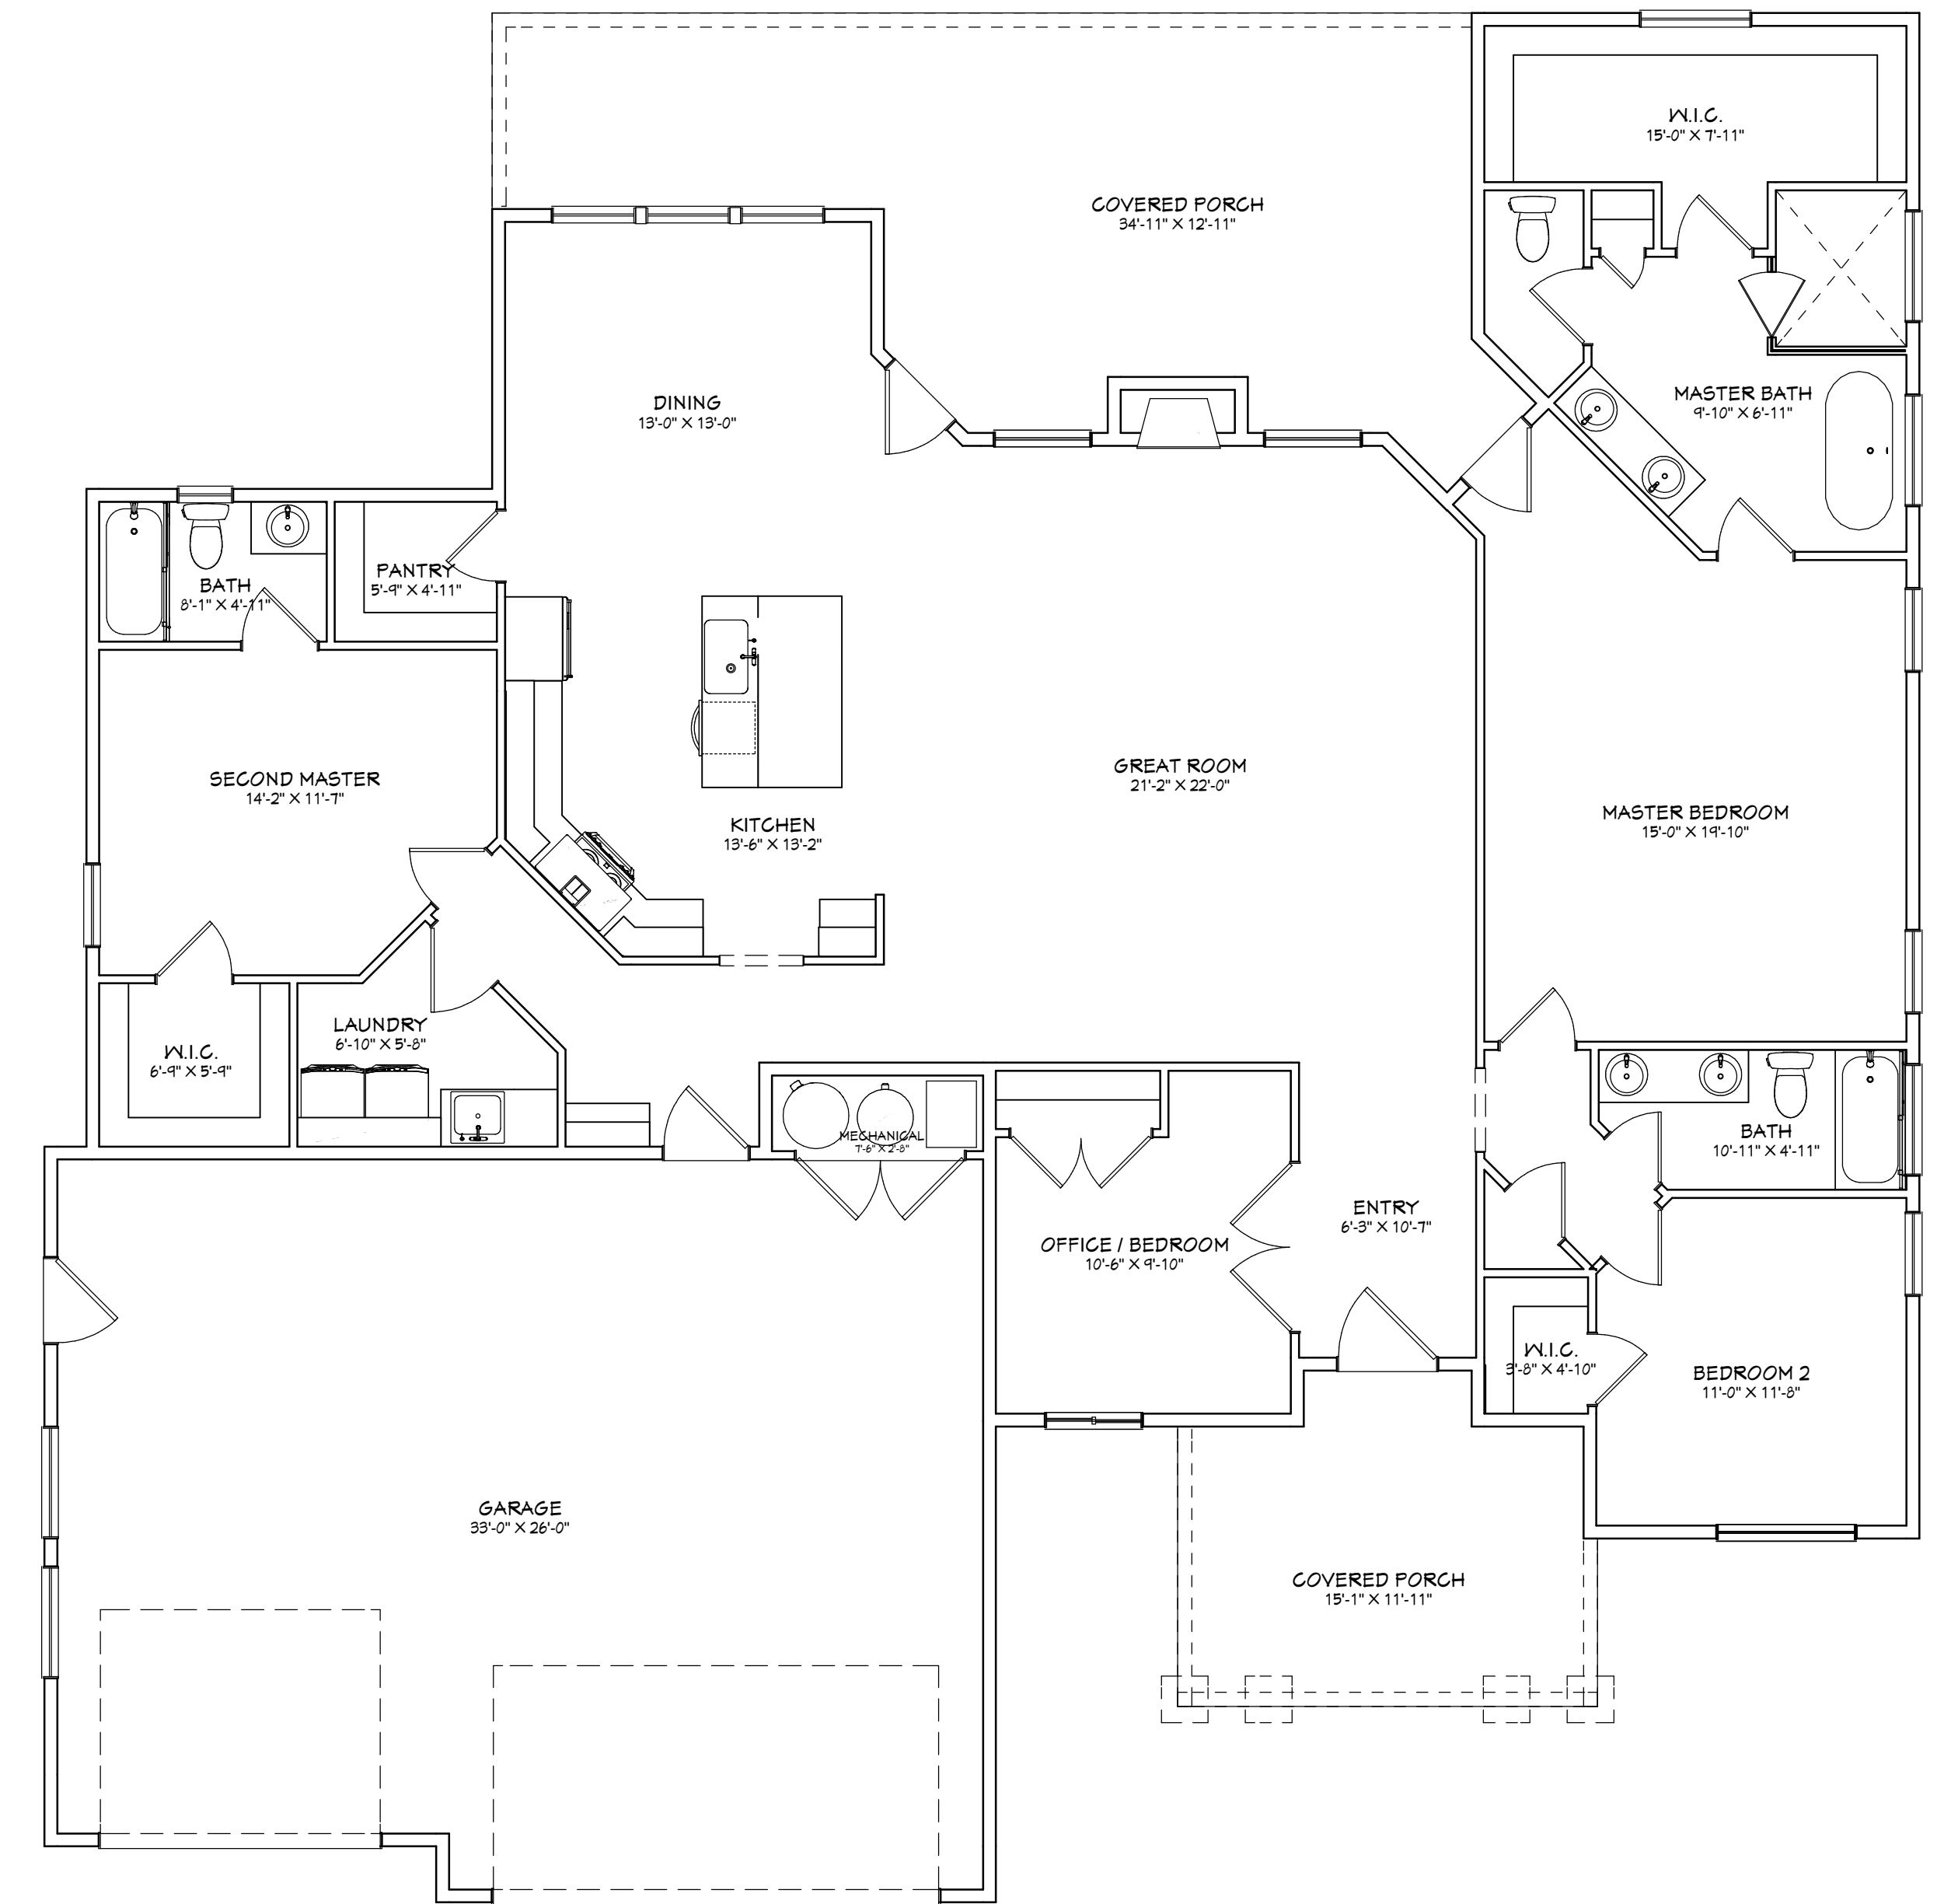 W.I.C.
15'-0" X 7'-11"
COVERED PORCH
34'-11" X 12'-11"
MASTER BATH
9'-10" X 6'-11"
DINING
13'-0" X 13'-0"
PANTRY
5'-9" X 4'-11"
BATH
8'-1" X 4'-11"
GREAT ROOM
21'-2" X 22'-0"
SECOND MASTER
14'-2" X 11'-7"
MASTER BEDROOM
15'-0" X 19'-10"
KITCHEN
13'-6" X 13'-2"
LAUNDRY
6'-10" X 5'-8"
W.I.C.
6'-9" X 5'-9"
MECHANICAL
7'-6" X 2'-8"
BATH
10'-11" X 4'-11"
ENTRY
6'-3" X 10'-7"
OFFICE / BEDROOM
10'-6" X 9'-10"
W.I.C.
3'-8" X 4'-10"
BEDROOM 2
11'-0" X 11'-8"
GARAGE
33'-0" X 26'-0"
COVERED PORCH
15'-1" X 11'-11"